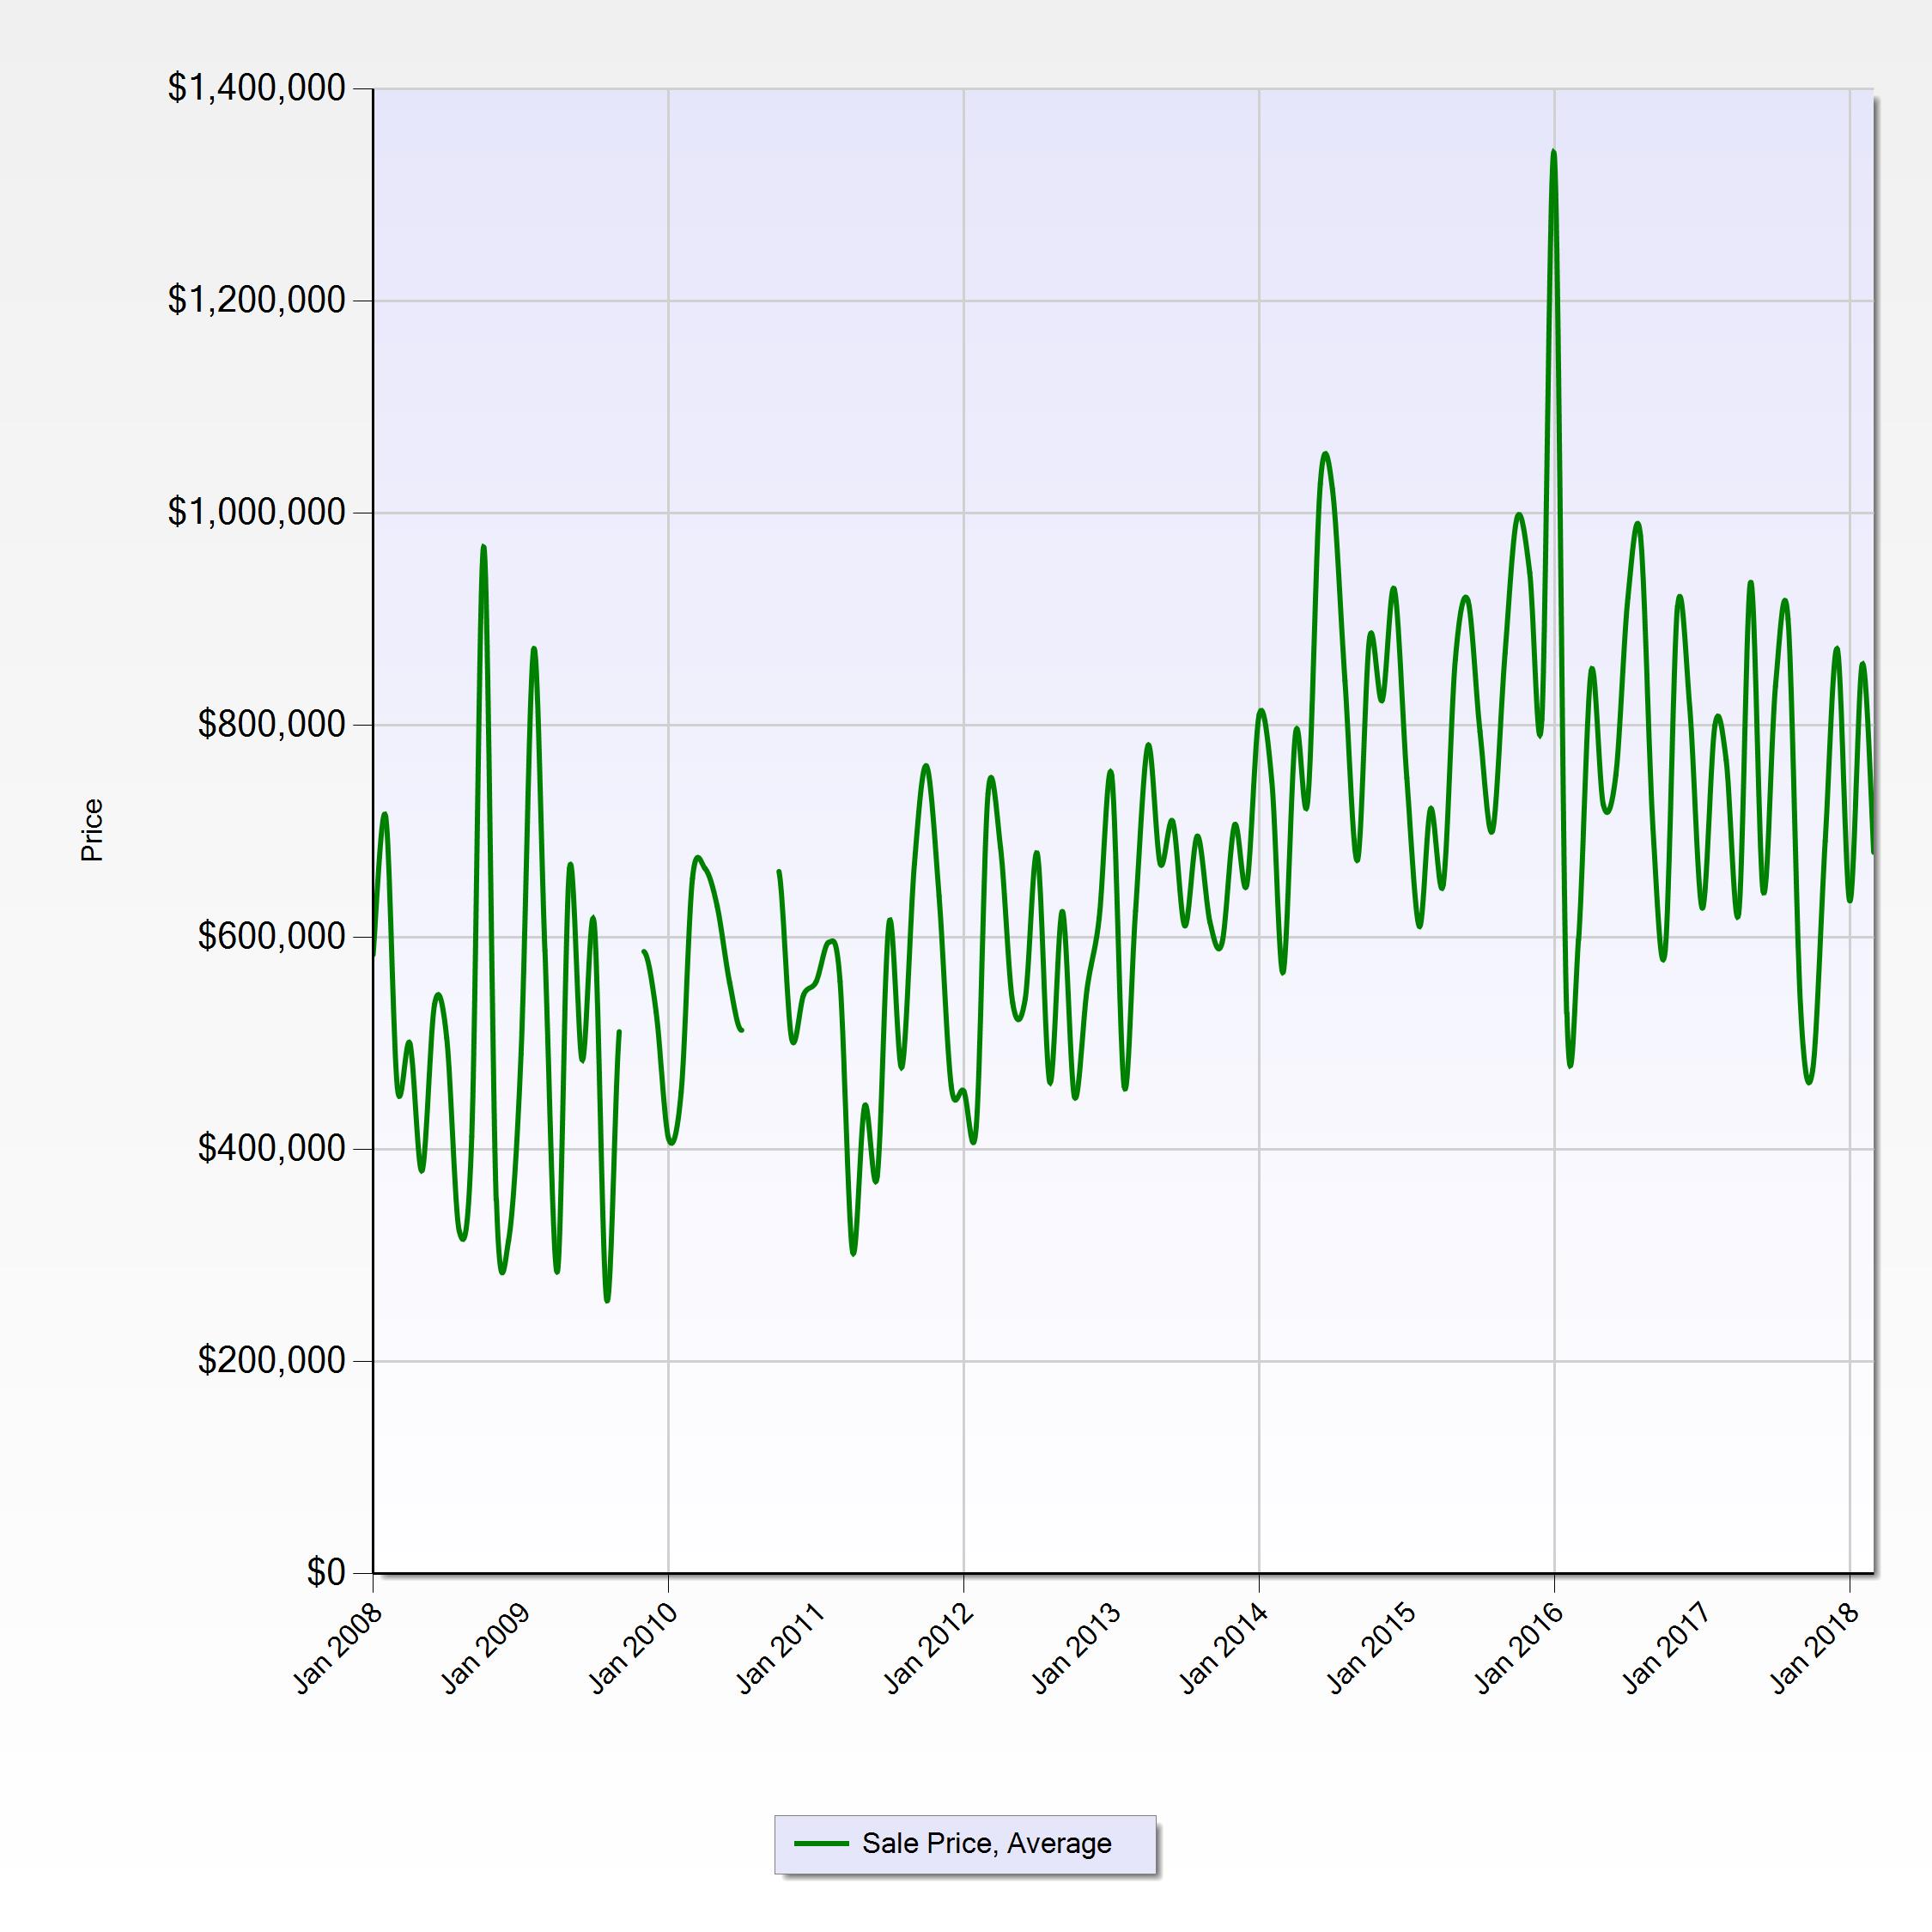 $1,400,000
$1,200,000
$1,000,000
$800,000
$600,000
$400,000
$200,000
$0
Price
Jan 2008
Jan 2009
Jan 2010
Jan 2011
Jan 2012
Jan 2013
Jan 2014
Jan 2015
Jan 2016
Jan 2017
Jan 2018
Sale Price, Average